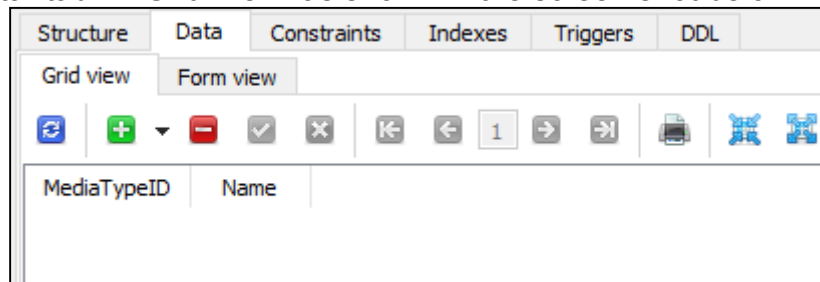 Structure Data Constraints Indexes Triggers DDL
Grid view Form view
1
MediaTypeID Name